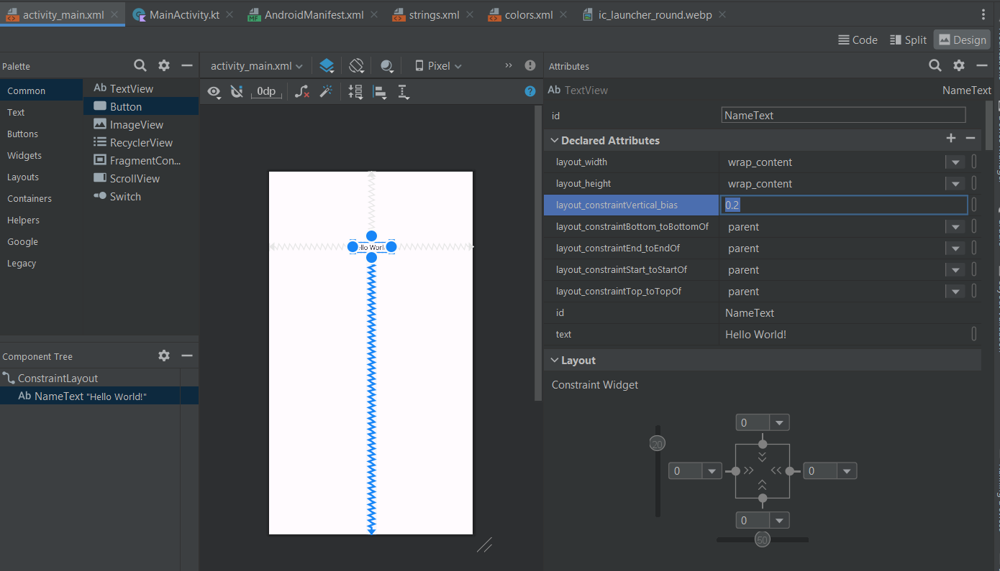 activity_main.xml MainActivity.kt AndroidManifest.xml strings.xml colors.xml ic_launcher_round.webp
Code Split Design
Palette
Common
Text
Buttons
Widgets
Layouts
Containers
Helpers
Google
Legacy
Ab TextView
Button
ImageView
RecyclerView
FragmentCon...
ScrollView
Switch
Component Tree
ConstraintLayout
Ab NameText "Hello World!"
activity_main.xml Pixel
0dp
Attributes
Ab TextView NameText
id NameText
Declared Attributes
layout_width wrap_content
layout_height wrap_content
layout_constraintVertical_bias 0.2
layout_constraintBottom_toBottomOf parent
layout_constraintEnd_toEndOf parent
layout_constraintStart_toStartOf parent
layout_constraintTop_toTopOf parent
id NameText
text Hello World!
Layout
Constraint Widget
0
20
0 0
0
50